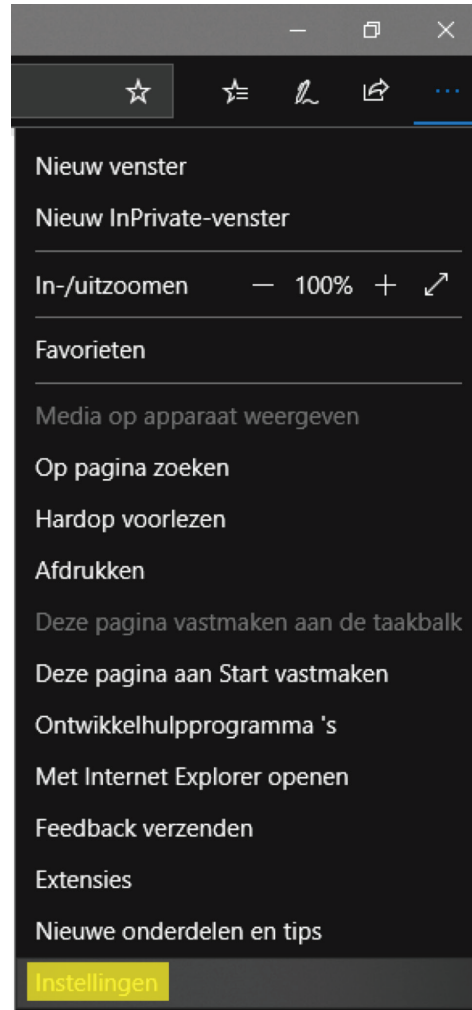 Nieuw venster
Nieuw InPrivate-venster
In-/uitzoomen — 100% +
Favorieten
Media op apparaat weergeven
Op pagina zoeken
Hardop voorlezen
Afdrukken
Deze pagina vastmaken aan de taakbalk
Deze pagina aan Start vastmaken
Ontwikkelhulpprogramma 's
Met Internet Explorer openen
Feedback verzenden
Extensies
Nieuwe onderdelen en tips
Instellingen